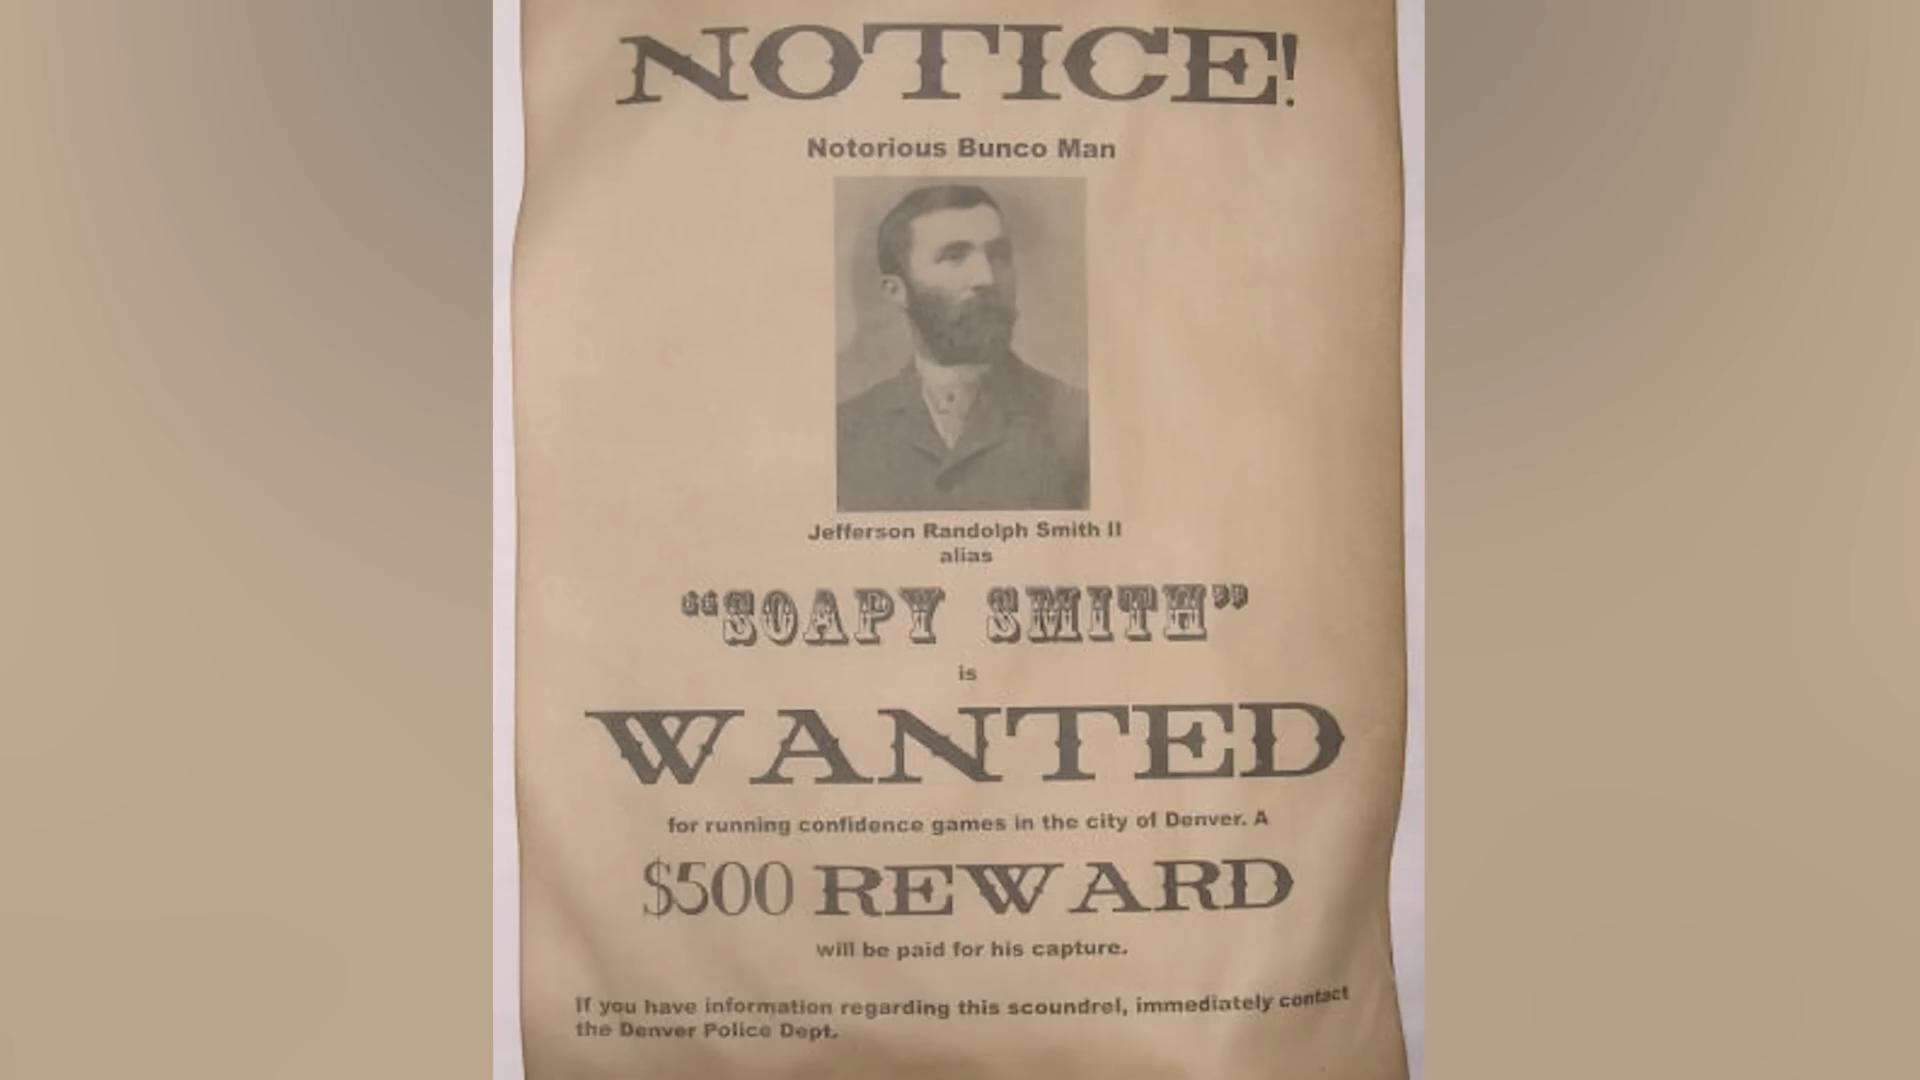 NOTICE!
Notorious Bunco Man
Jefferson Randolph Smith II
alias
“SOAPY SMITH”
is
WANTED
for running confidence games in the city of Denver. A
$500 REWARD
will be paid for his capture.
If you have information regarding this scoundrel, immediately contact
the Denver Police Dept.